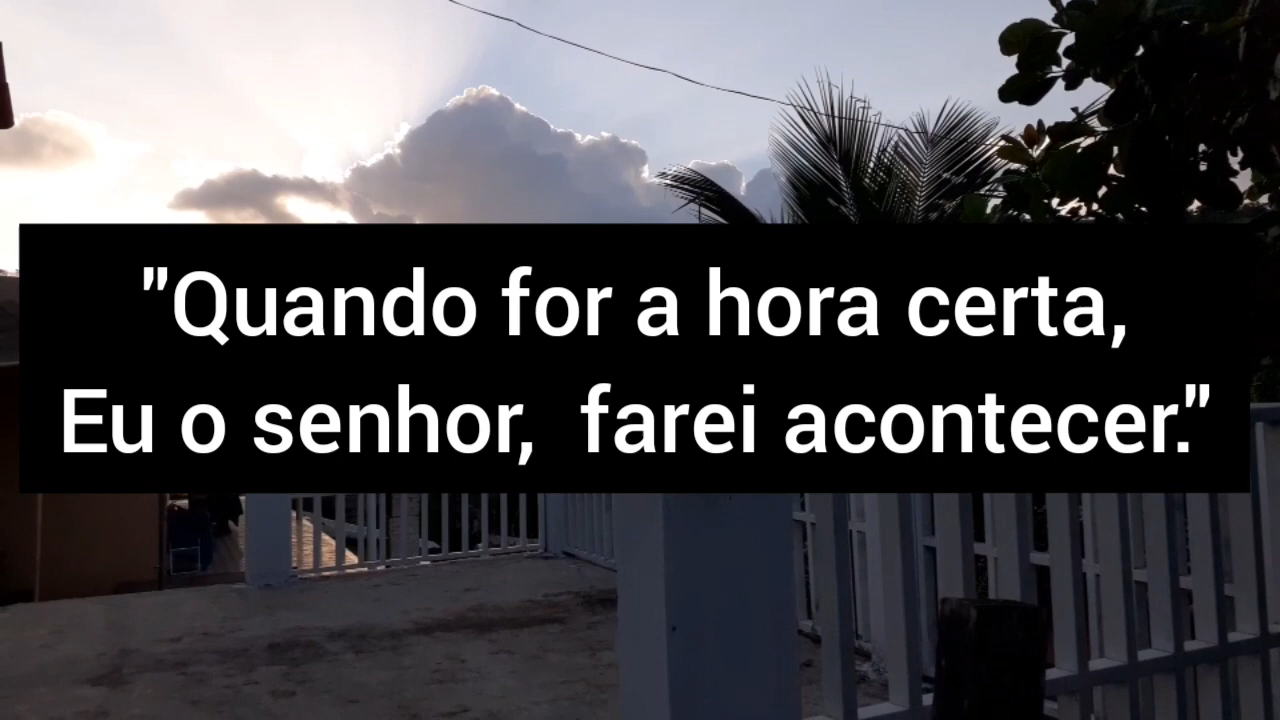 "Quando for a hora certa,
Eu o senhor,  farei acontecer."